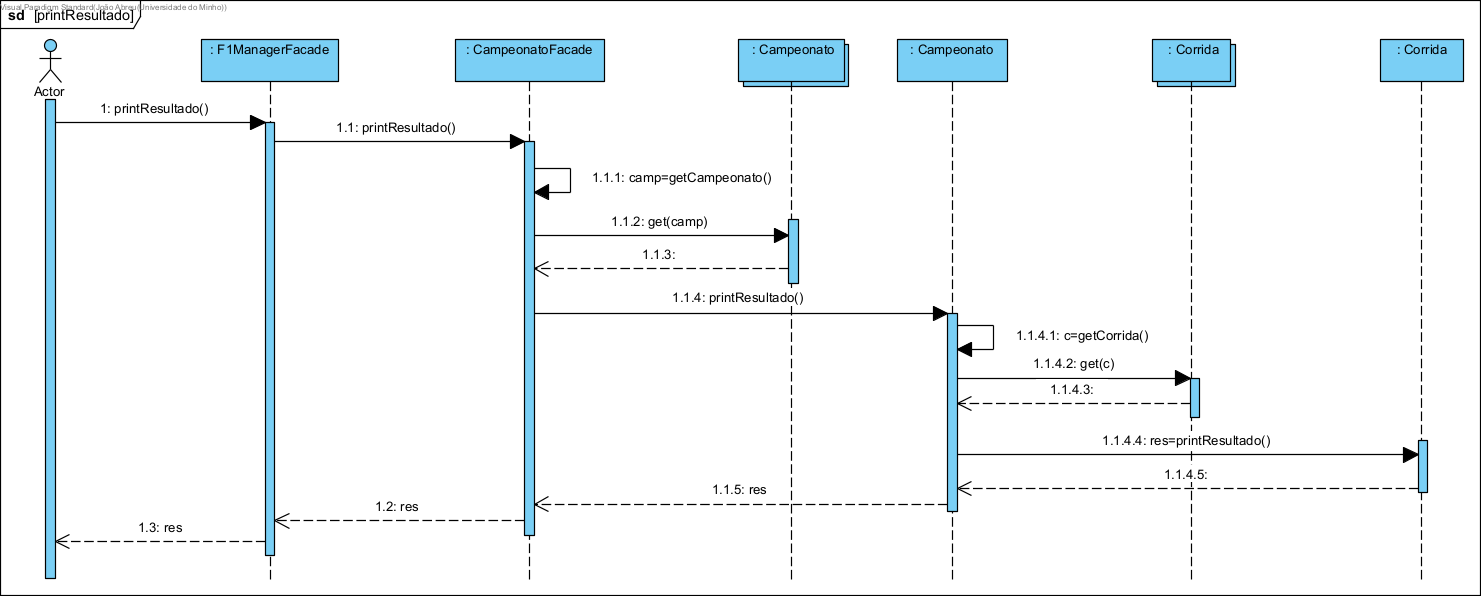 Visual Paradigm Standard(João Abreu(Universidade do Minho))
sd [printResultado]
Actor
: F1ManagerFacade
: CampeonatoFacade
: Campeonato
: Campeonato
: Corrida
: Corrida
1: printResultado()
1.1: printResultado()
1.1.1: camp=getCampeonato()
1.1.2: get(camp)
1.1.3:
1.1.4: printResultado()
1.1.4.1: c=getCorrida()
1.1.4.2: get(c)
1.1.4.3:
1.1.4.4: res=printResultado()
1.1.4.5:
1.1.5: res
1.2: res
1.3: res